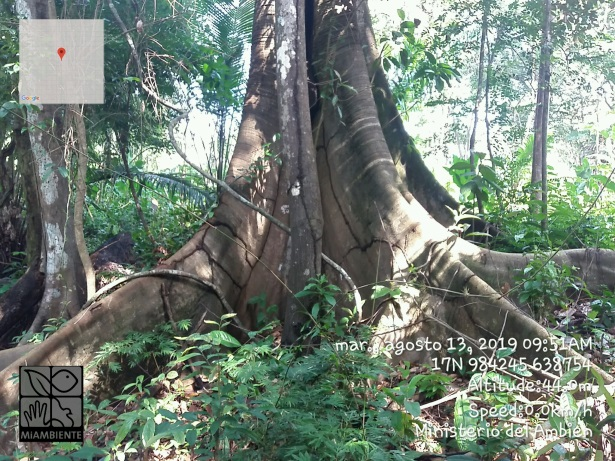 Google
mar., agosto 13, 2019 09:51AM
17N 984245 638754
Altitude:44.0m
Speed:0.0km/h
Ministerio del Ambien
MIAMBIENTE